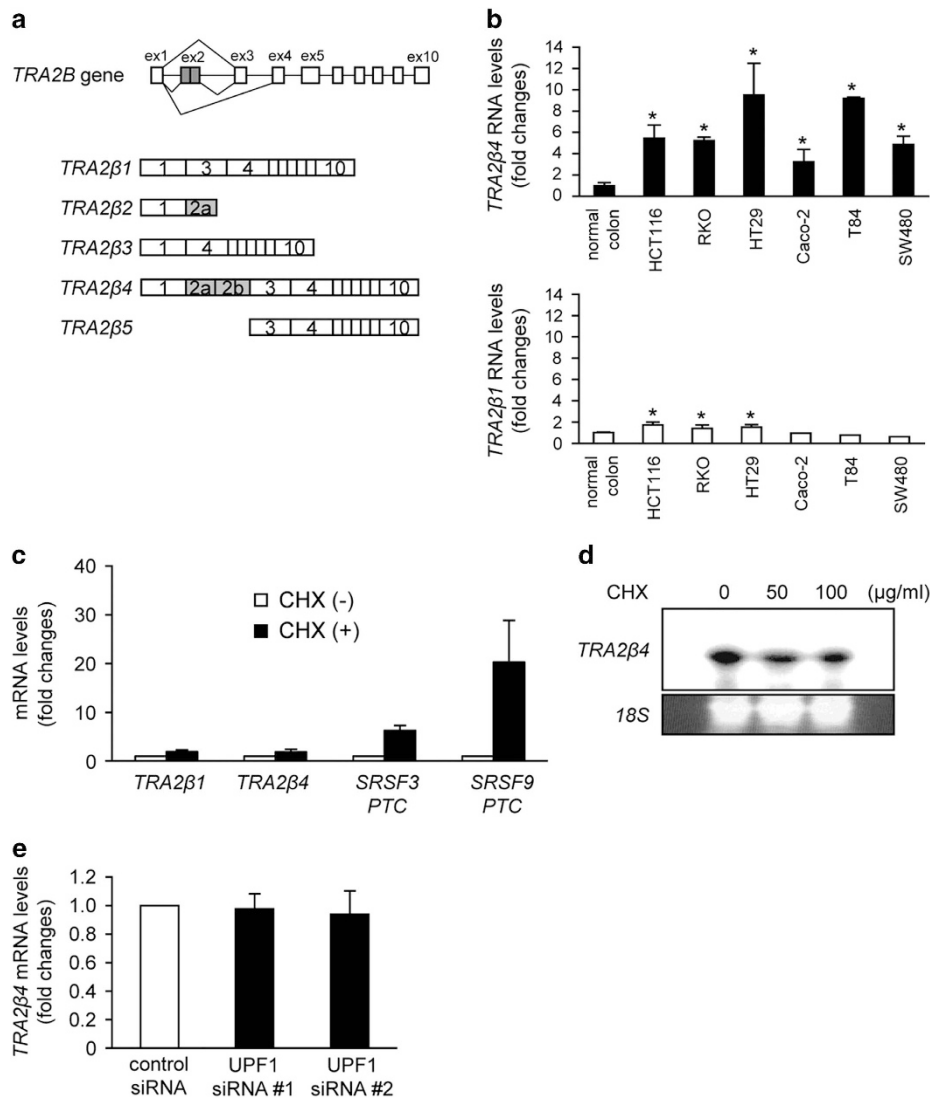 a
ex1 ex2 ex3 ex4 ex5 ex10
TRA2B gene
TRA2β1 1 3 4 10
TRA2β2 1 2a
TRA2β3 1 4 10
TRA2β4 1 2a 2b 3 4 10
TRA2β5 3 4 10
b
TRA2β4 RNA levels
(fold changes)
14
12
10
8
6
4
2
0
* * * * * *
normal
colon
HCT116
RKO
HT29
Caco-2
T84
SW480
TRA2β1 RNA levels
(fold changes)
14
12
10
8
6
4
2
0
* * *
normal
colon
HCT116
RKO
HT29
Caco-2
T84
SW480
c
mRNA levels
(fold changes)
40
30
20
10
0
CHX (-)
CHX (+)
TRA2β1 TRA2β4 SRSF3 SRSF9
PTC PTC
d
CHX 0 50 100 (μg/ml)
TRA2β4
18S
e
TRA2β4 mRNA levels
(fold changes)
1.2
1.0
0.8
0.6
0.4
0.2
0
control UPF1 UPF1
siRNA siRNA #1 siRNA #2